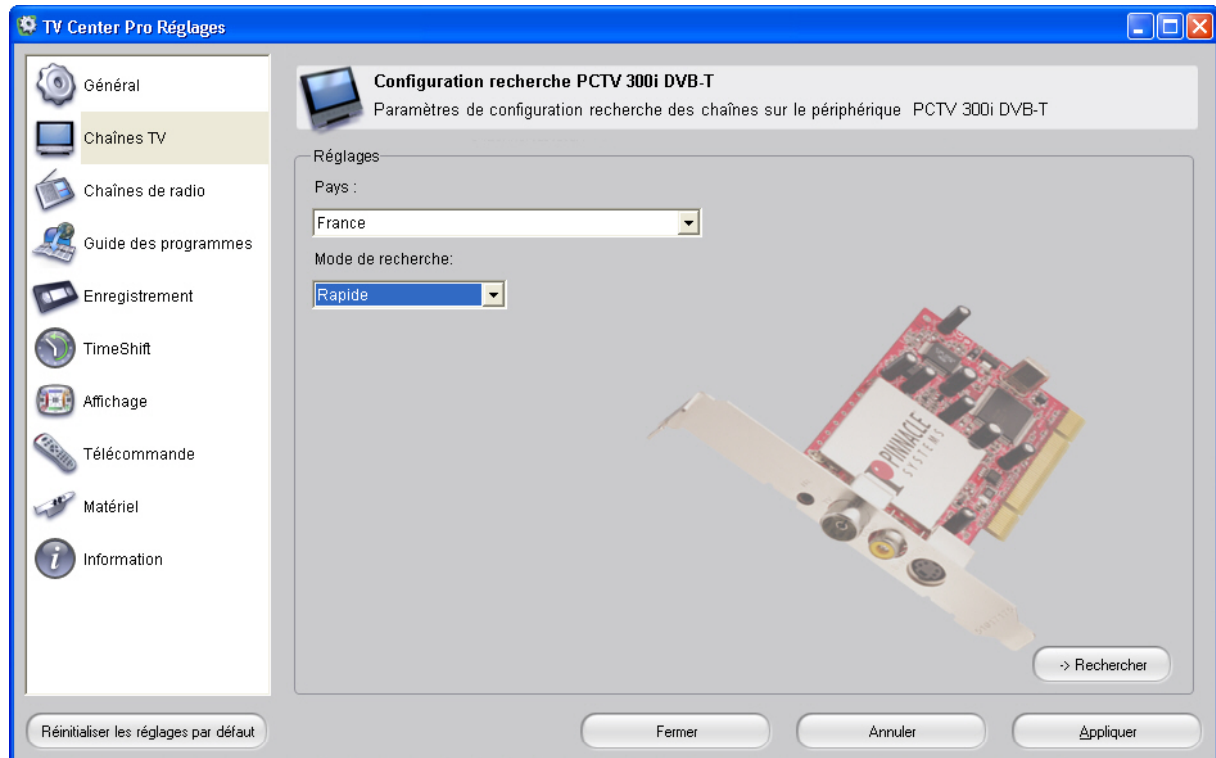 TV Center Pro Réglages
Général
Chaînes TV
Chaînes de radio
Guide des programmes
Enregistrement
TimeShift
Affichage
Télécommande
Matériel
Information
Configuration recherche PCTV 300i DVB-T
Paramètres de configuration recherche des chaînes sur le périphérique PCTV 300i DVB-T
Réglages
Pays :
France
Mode de recherche:
Rapide
PINNACLE
SYSTEMS
-> Rechercher
Réinitialiser les réglages par défaut
Fermer
Annuler
Appliquer